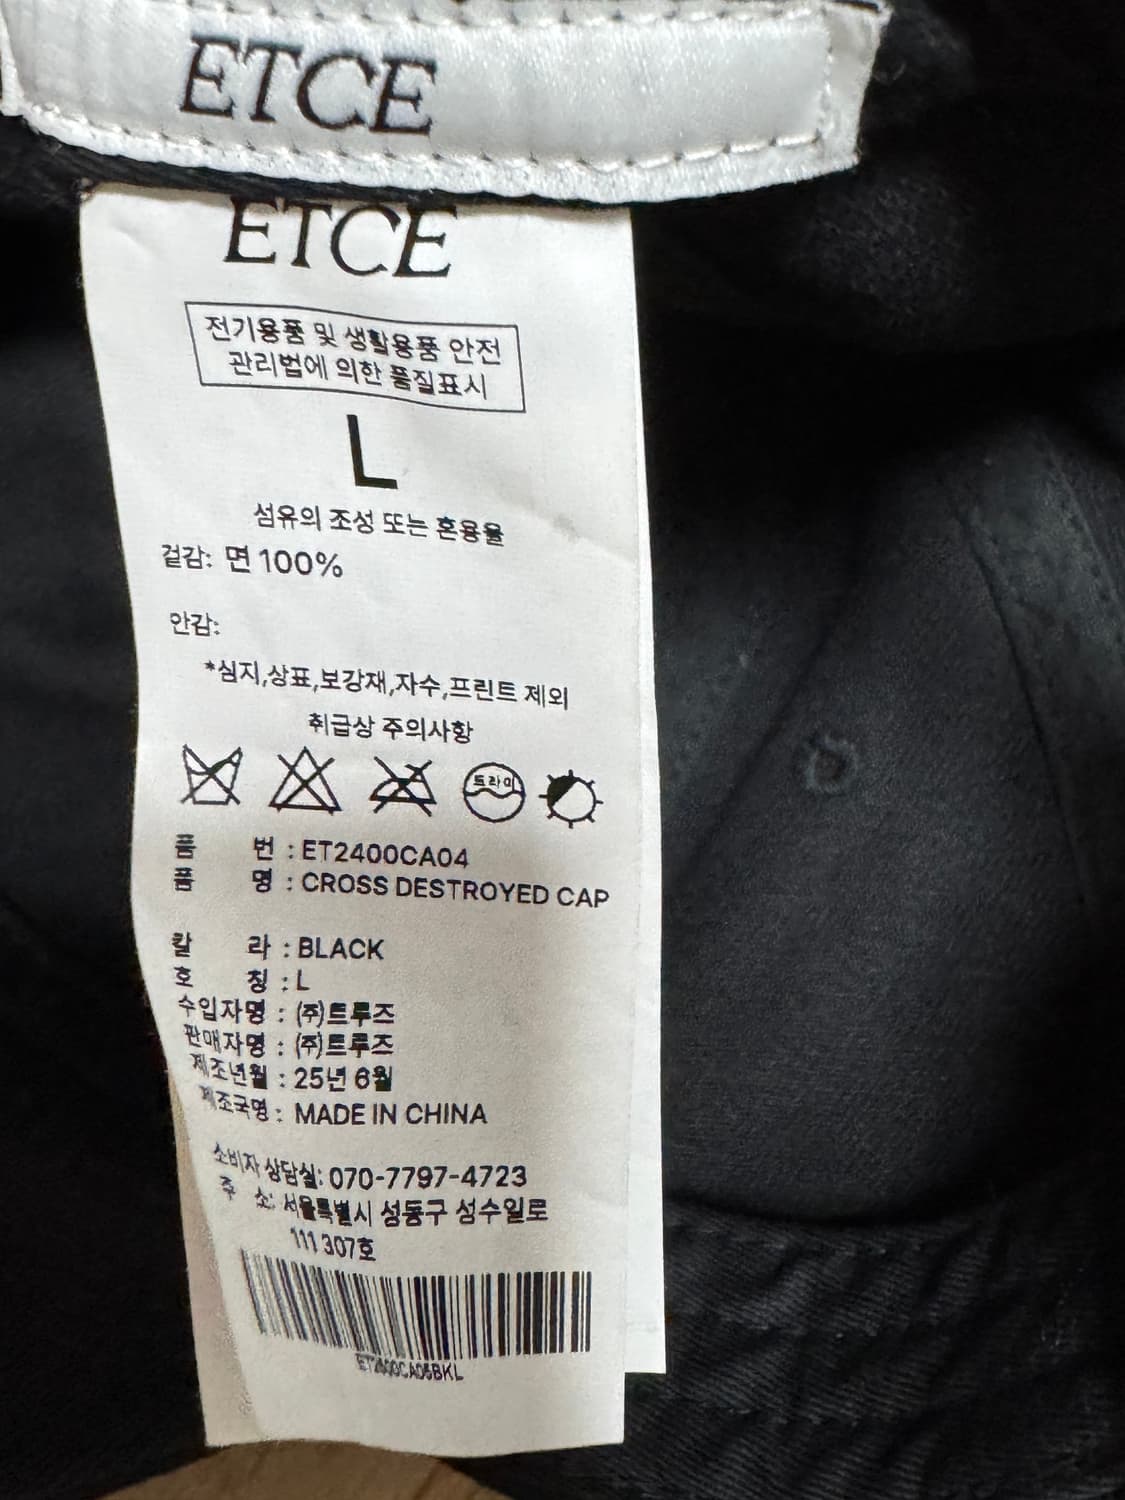 ETCE
ETCE
전기용품 및 생활용품 안전
관리법에 의한 품질표시
L
섬유의 조성 또는 혼용율
겉감: 면 100%
안감:
*심지,상표,보강재,자수,프린트 제외
취급상 주의사항
드라이
품 번 : ET2400CA04
품 명 : CROSS DESTROYED CAP
칼 라 : BLACK
호 칭 : L
수입자명 : (주)트루즈
판매자명 : (주)트루즈
제조년월 : 25년 6월
제조국명 : MADE IN CHINA
소비자 상담실: 070-7797-4723
주 소: 서울특별시 성동구 성수일로
111 307호